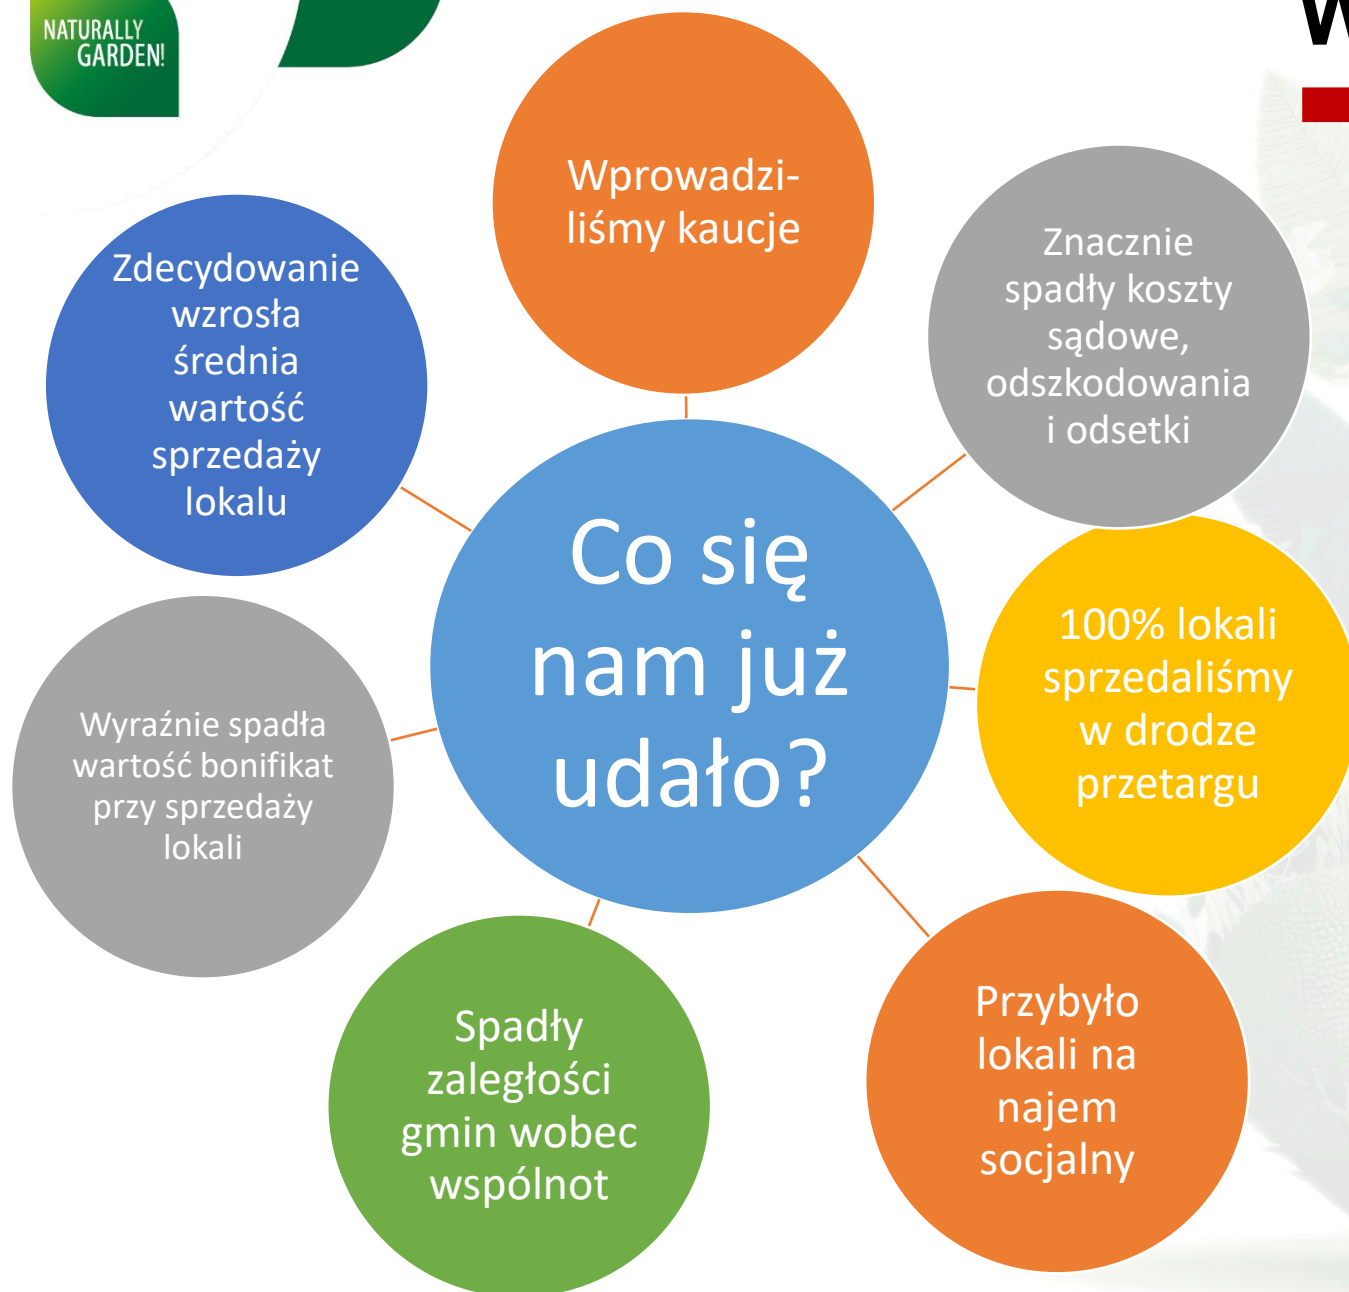 NATURALLY
GARDEN!
Wprowadzi-
liśmy kaucje
Znacznie
spadły koszty
sądowe,
odszkodowania
i odsetki
100% lokali
sprzedaliśmy
w drodze
przetargu
Przybyło
lokali na
najem
socjalny
Spadły
zaległości
gmin wobec
wspólnot
Wyraźnie spadła
wartość bonifikat
przy sprzedaży
lokali
Zdecydowanie
wzrosła
średnia
wartość
sprzedaży
lokalu
Co się
nam już
udało?